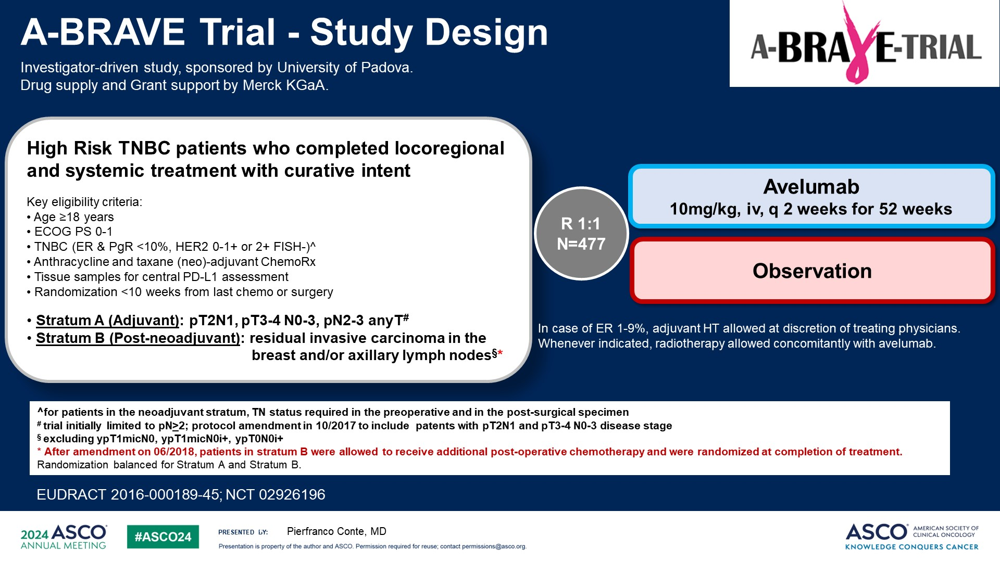 A-BRAVE Trial - Study Design
A-BRAVE-TRIAL
Investigator-driven study, sponsored by University of Padova.
Drug supply and Grant support by Merck KGaA.
High Risk TNBC patients who completed locoregional
and systemic treatment with curative intent
Key eligibility criteria:
• Age ≥18 years
• ECOG PS 0-1
• TNBC (ER & PgR <10%, HER2 0-1+ or 2+ FISH-)^
• Anthracycline and taxane (neo)-adjuvant ChemoRx
• Tissue samples for central PD-L1 assessment
• Randomization <10 weeks from last chemo or surgery
• Stratum A (Adjuvant): pT2N1, pT3-4 N0-3, pN2-3 anyT#
• Stratum B (Post-neoadjuvant): residual invasive carcinoma in the
breast and/or axillary lymph nodes§*
R 1:1
N=477
Avelumab
10mg/kg, iv, q 2 weeks for 52 weeks
Observation
In case of ER 1-9%, adjuvant HT allowed at discretion of treating physicians.
Whenever indicated, radiotherapy allowed concomitantly with avelumab.
^for patients in the neoadjuvant stratum, TN status required in the preoperative and in the post-surgical specimen
# trial initially limited to pN>2; protocol amendment in 10/2017 to include patents with pT2N1 and pT3-4 N0-3 disease stage
§ excluding ypT1micN0, ypT1micN0i+, ypT0N0i+
* After amendment on 06/2018, patients in stratum B were allowed to receive additional post-operative chemotherapy and were randomized at completion of treatment.
Randomization balanced for Stratum A and Stratum B.
EUDRACT 2016-000189-45; NCT 02926196
2024 ASCO®
ANNUAL MEETING
#ASCO24
PRESENTED BY: Pierfranco Conte, MD
Presentation is property of the author and ASCO. Permission required for reuse; contact permissions@asco.org.
ASCO® AMERICAN SOCIETY OF
CLINICAL ONCOLOGY
KNOWLEDGE CONQUERS CANCER